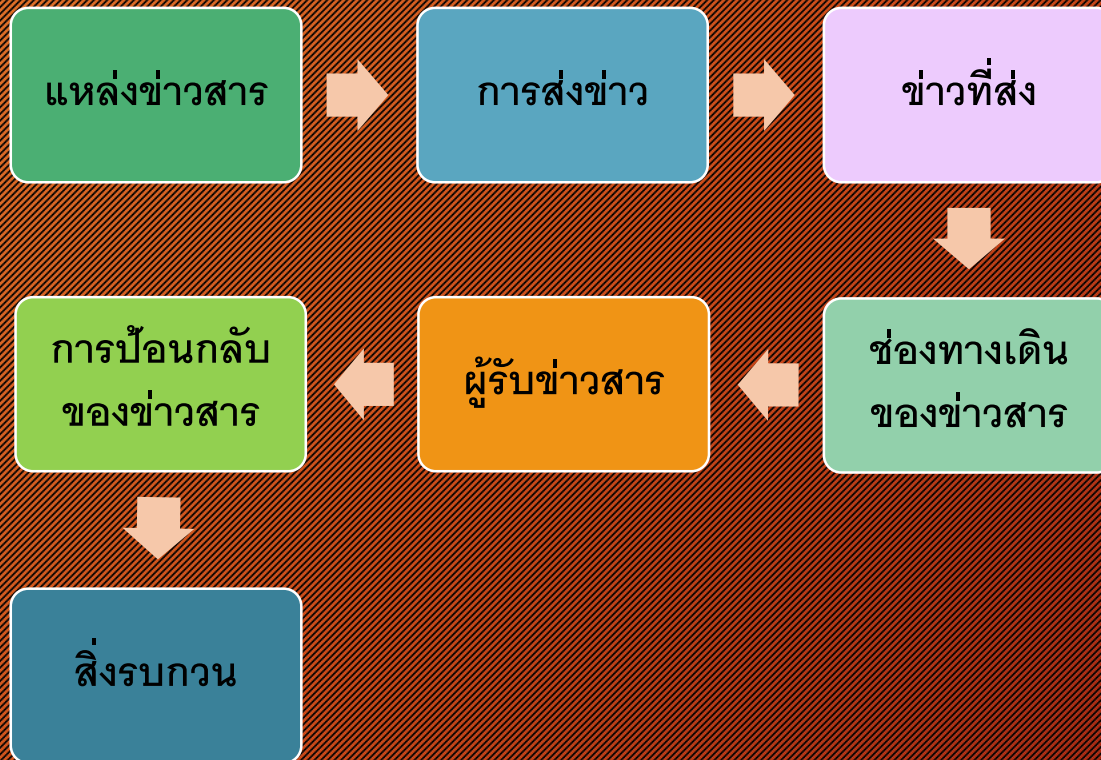 แหล่งข่าวสาร
การส่งข่าว
ข่าวที่ส่ง
ช่องทางเดิน
ของข่าวสาร
ผู้รับข่าวสาร
การป้อนกลับ
ของข่าวสาร
สิ่งรบกวน